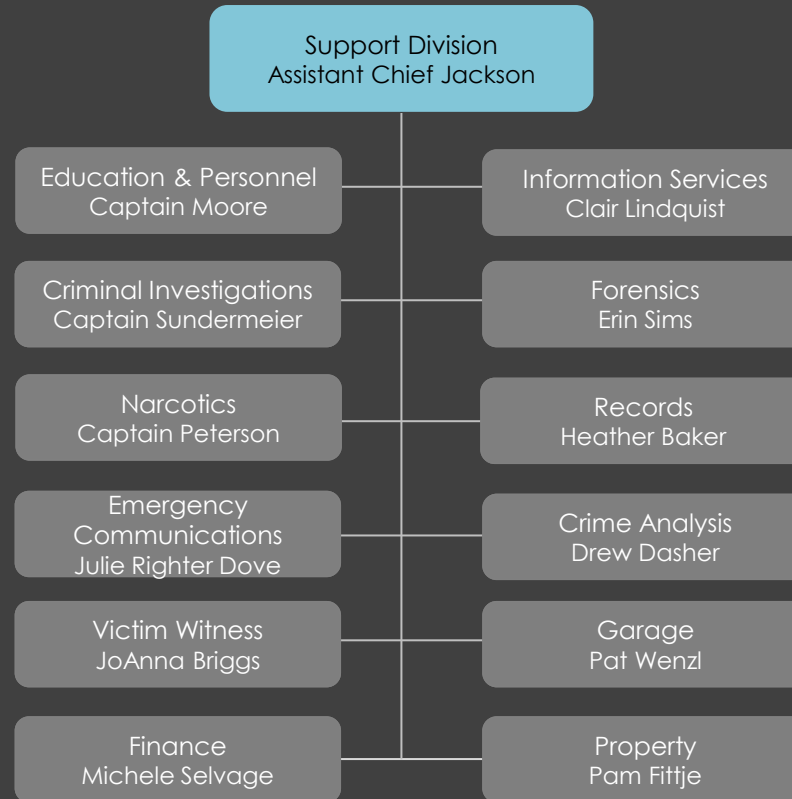 Support Division
Assistant Chief Jackson
Education & Personnel
Captain Moore
Information Services
Clair Lindquist
Criminal Investigations
Captain Sundermeier
Forensics
Erin Sims
Narcotics
Captain Peterson
Records
Heather Baker
Emergency
Communications
Julie Righter Dove
Crime Analysis
Drew Dasher
Victim Witness
JoAnna Briggs
Garage
Pat Wenzl
Finance
Michele Selvage
Property
Pam Fittje